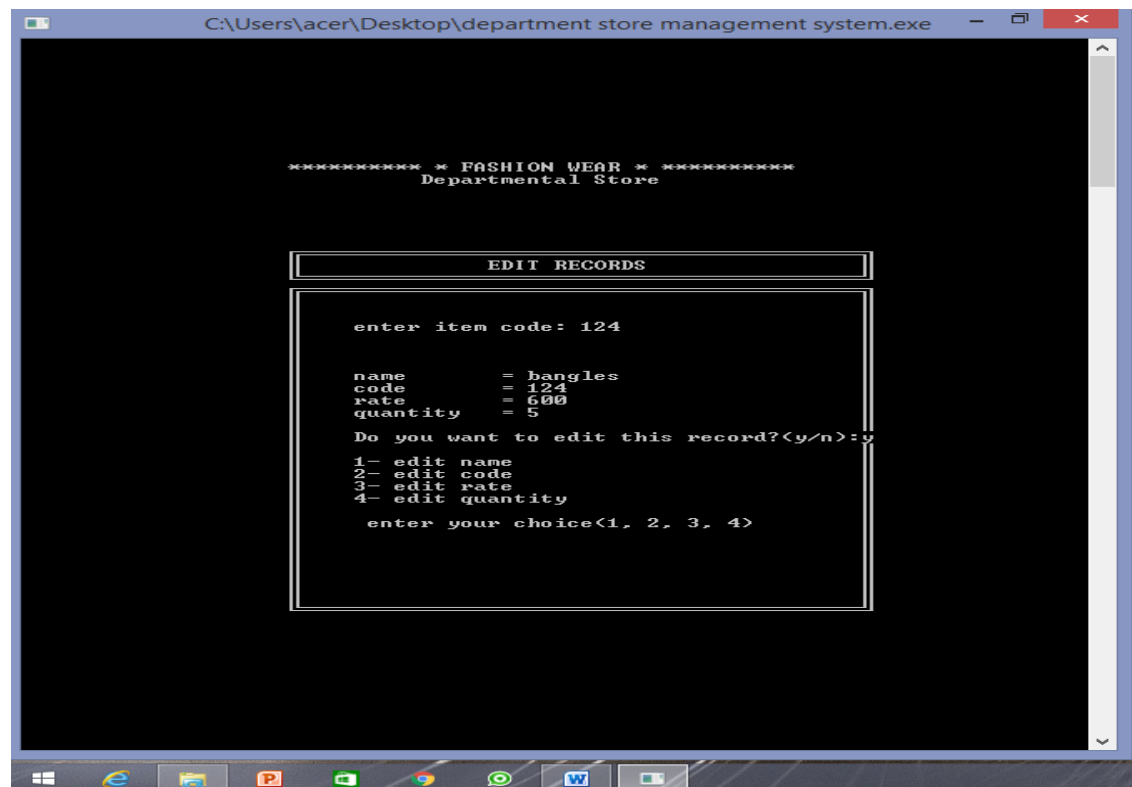 C:\Users\acer\Desktop\department store management system.exe
********** * FASHION WEAR * **********
Departmental Store
EDIT RECORDS
enter item code: 124
name = bangles
code = 124
rate = 600
quantity = 5
Do you want to edit this record?(y/n):y
1- edit name
2- edit code
3- edit rate
4- edit quantity
enter your choice(1, 2, 3, 4)